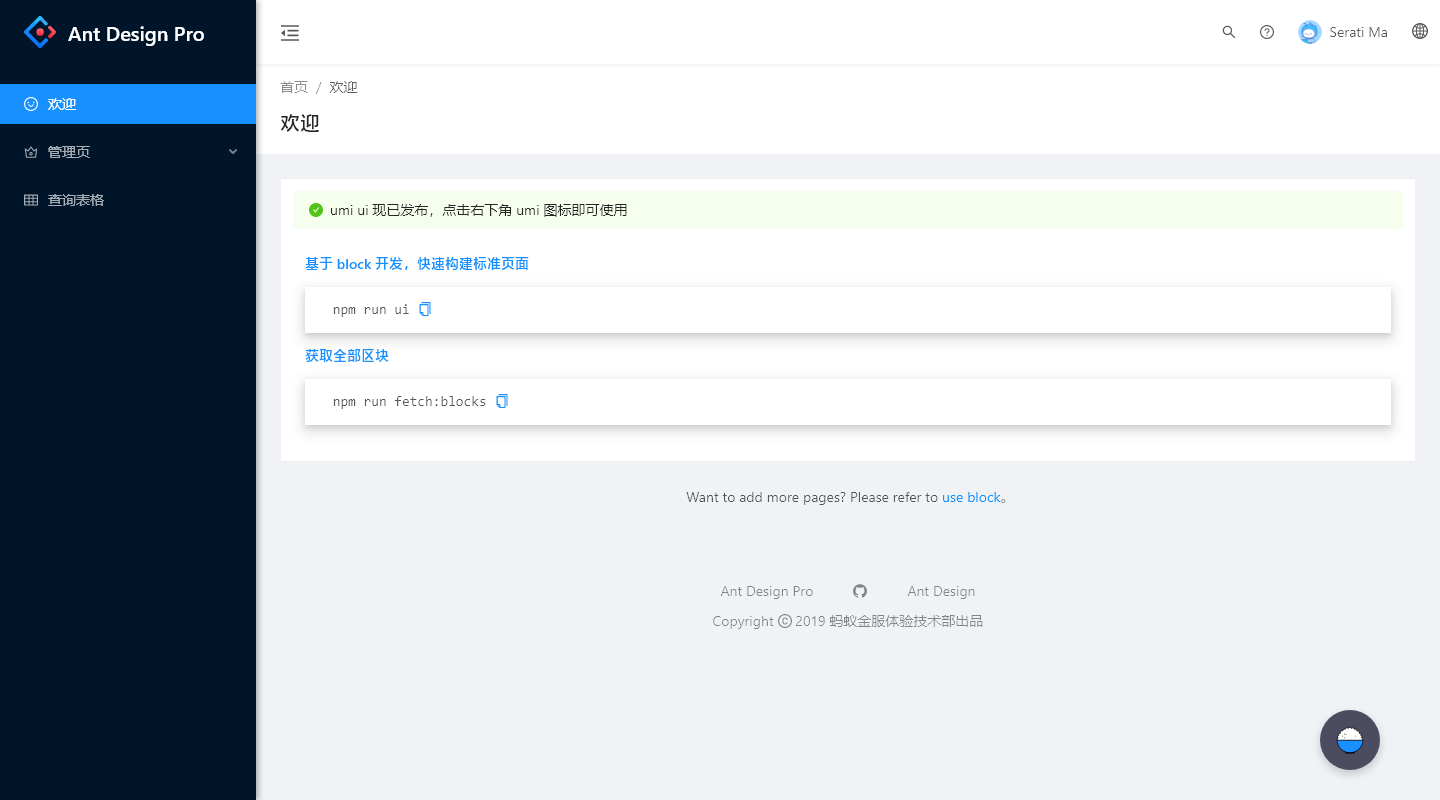 Ant Design Pro
Serati Ma
欢迎
管理页
查询表格
首页 / 欢迎
欢迎
umi ui 现已发布，点击右下角 umi 图标即可使用
基于 block 开发，快速构建标准页面
npm run ui
获取全部区块
npm run fetch:blocks
Want to add more pages? Please refer to use block。
Ant Design Pro Ant Design
Copyright © 2019 蚂蚁金服体验技术部出品